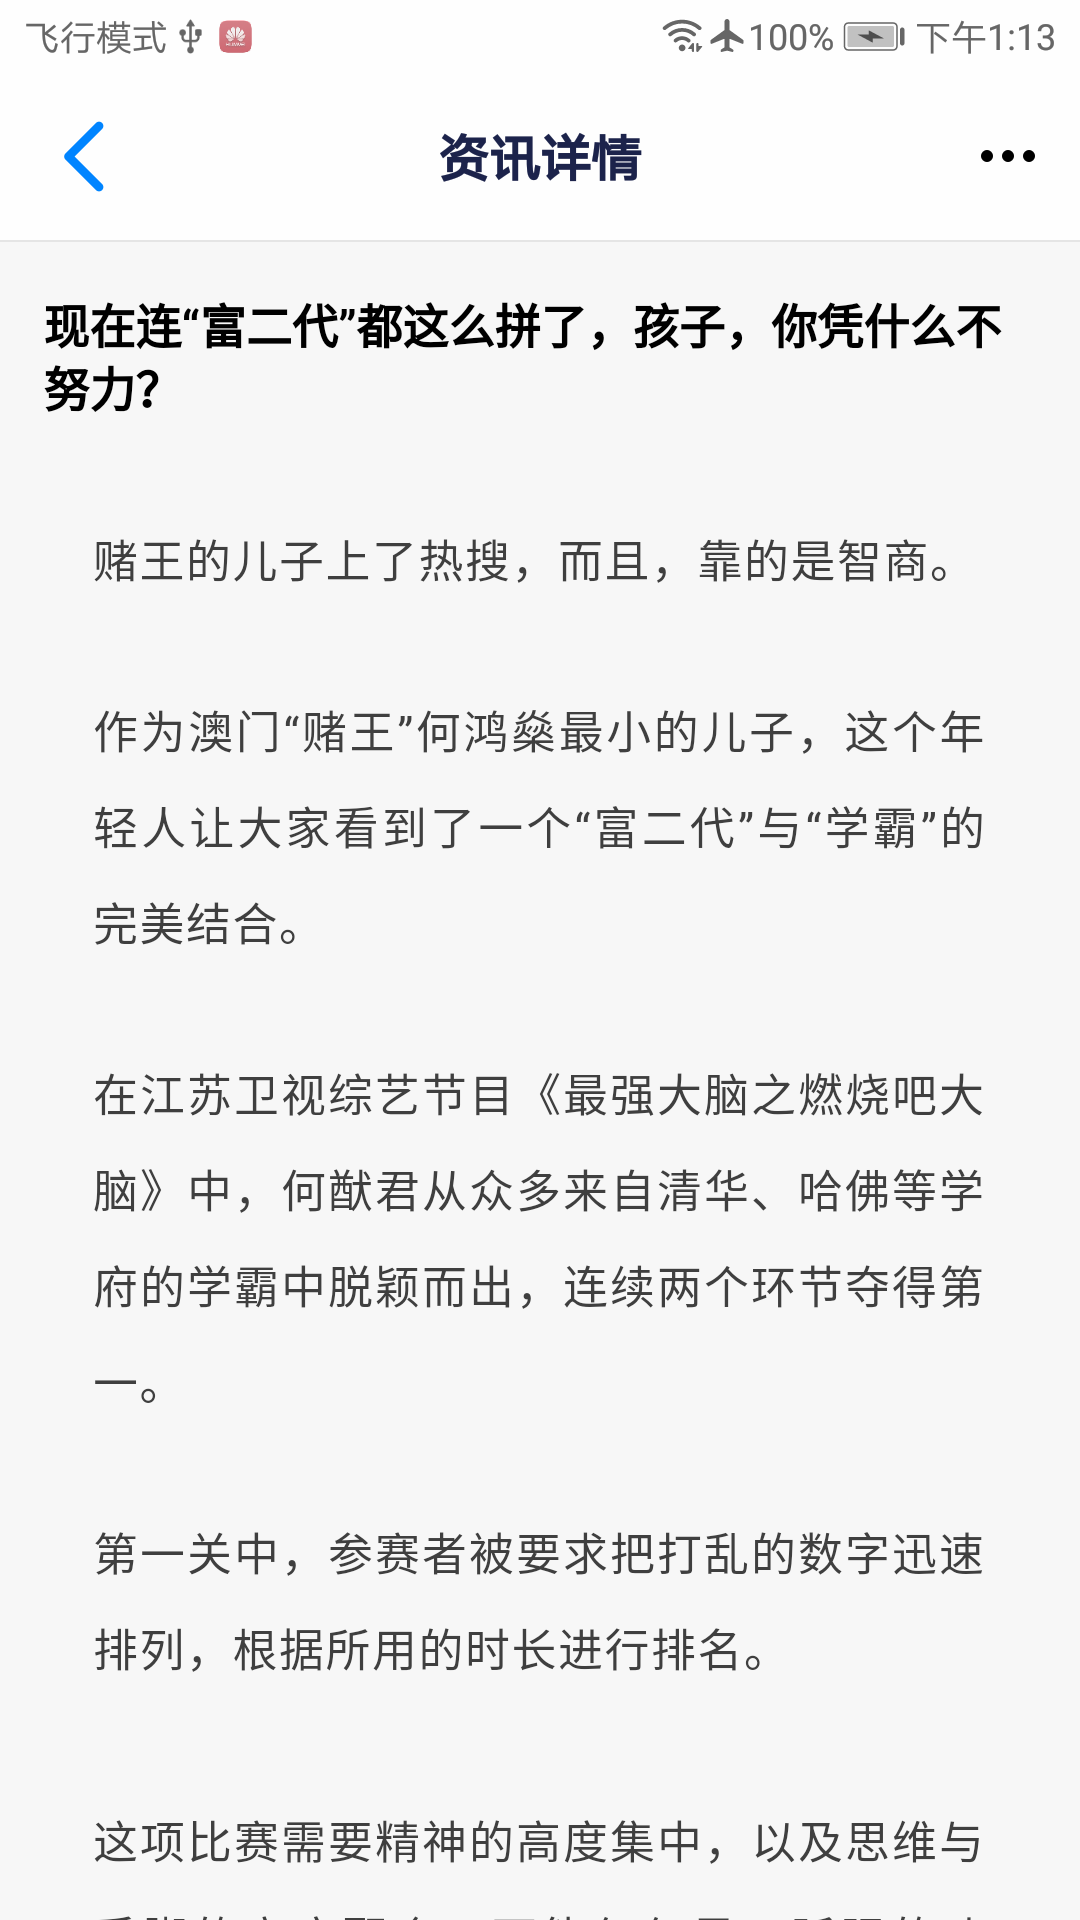 飞行模式 100% 下午1:13
资讯详情
现在连“富二代”都这么拼了，孩子，你凭什么不
努力？
赌王的儿子上了热搜，而且，靠的是智商。
作为澳门“赌王”何鸿燊最小的儿子，这个年
轻人让大家看到了一个“富二代”与“学霸”的
完美结合。
在江苏卫视综艺节目《最强大脑之燃烧吧大
脑》中，何猷君从众多来自清华、哈佛等学
府的学霸中脱颖而出，连续两个环节夺得第
一。
第一关中，参赛者被要求把打乱的数字迅速
排列，根据所用的时长进行排名。
这项比赛需要精神的高度集中，以及思维与